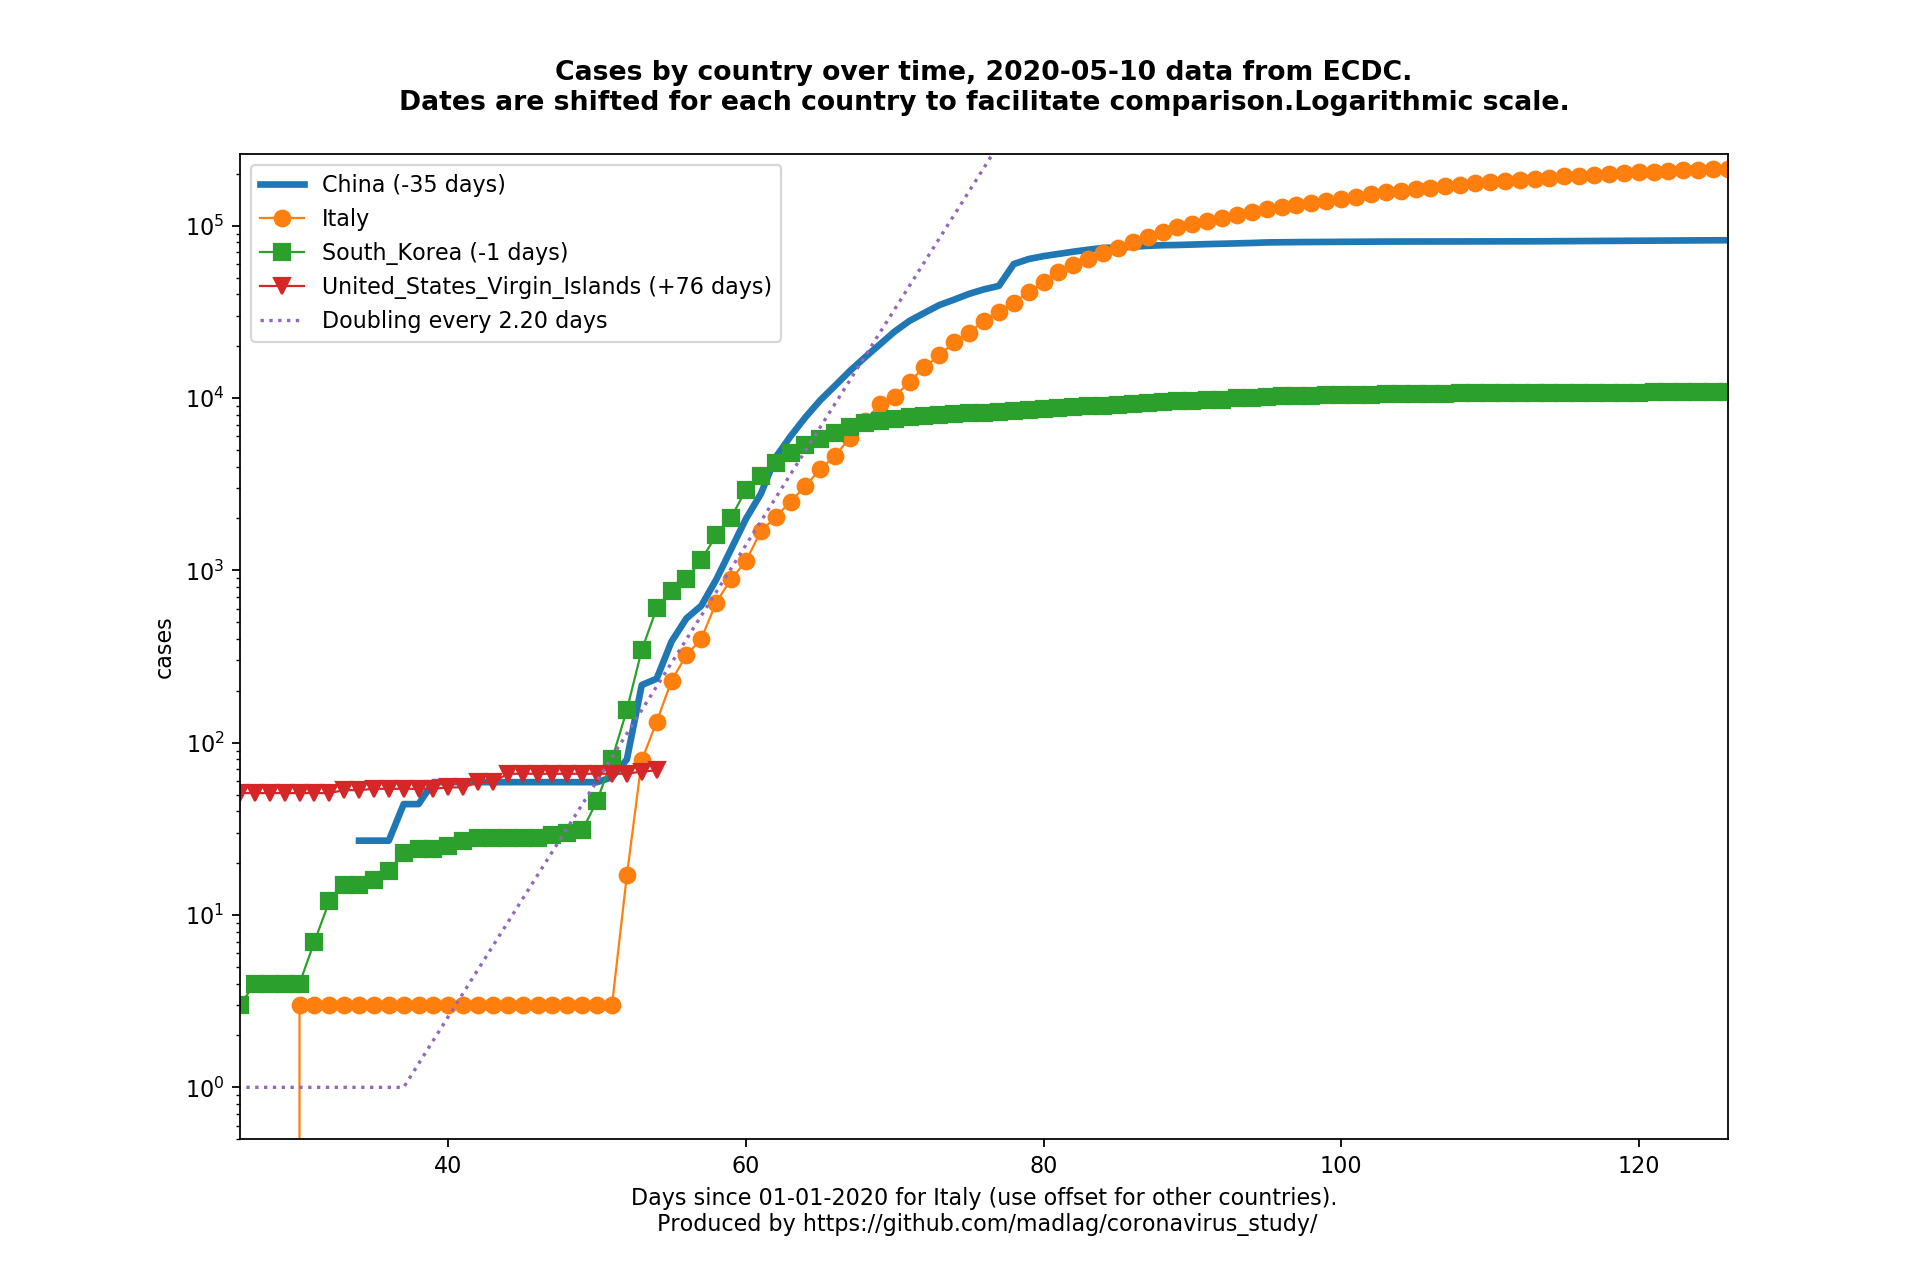 Cases by country over time, 2020-05-10 data from ECDC.
Dates are shifted for each country to facilitate comparison.Logarithmic scale.
China (-35 days)
Italy
South_Korea (-1 days)
United_States_Virgin_Islands (+76 days)
Doubling every 2.20 days
cases
10^5
10^4
10^3
10^2
10^1
10^0
40 60 80 100 120
Days since 01-01-2020 for Italy (use offset for other countries).
Produced by https://github.com/madlag/coronavirus_study/